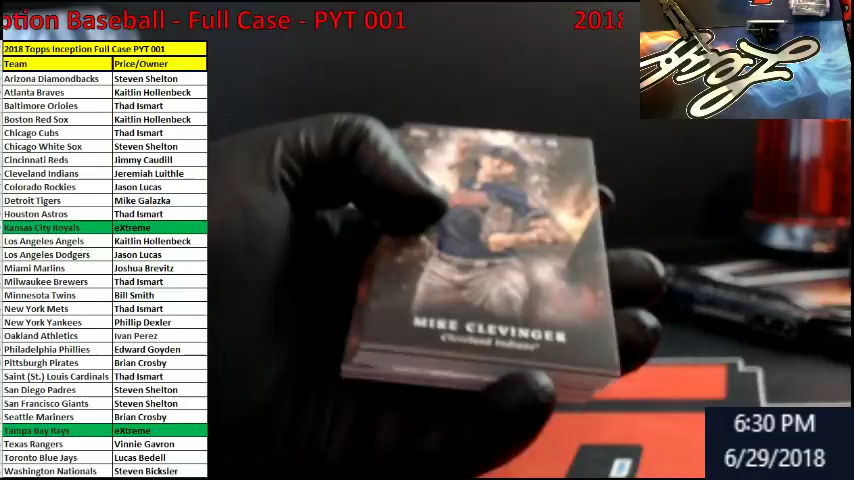 ption Baseball - Full Case - PYT 001 2018
2018 Topps Inception Full Case PYT 001
Team Price/Owner
Arizona Diamondbacks Steven Shelton
Atlanta Braves Kaitlin Hollenbeck
Baltimore Orioles Thad Ismart
Boston Red Sox Kaitlin Hollenbeck
Chicago Cubs Thad Ismart
Chicago White Sox Steven Shelton
Cincinnati Reds Jimmy Caudill
Cleveland Indians Jeremiah Luithle
Colorado Rockies Jason Lucas
Detroit Tigers Mike Galazka
Houston Astros Thad Ismart
Kansas City Royals eXtreme
Los Angeles Angels Kaitlin Hollenbeck
Los Angeles Dodgers Jason Lucas
Miami Marlins Joshua Brevitz
Milwaukee Brewers Thad Ismart
Minnesota Twins Bill Smith
New York Mets Thad Ismart
New York Yankees Phillip Dexler
Oakland Athletics Ivan Perez
Philadelphia Phillies Edward Goyden
Pittsburgh Pirates Brian Crosby
Saint (St.) Louis Cardinals Thad Ismart
San Diego Padres Steven Shelton
San Francisco Giants Steven Shelton
Seattle Mariners Brian Crosby
Tampa Bay Rays eXtreme
Texas Rangers Vinnie Gavron
Toronto Blue Jays Lucas Bedell
Washington Nationals Steven Bicksler
MIKE CLEVINGER
Cleveland Indians
6:30 PM
6/29/2018